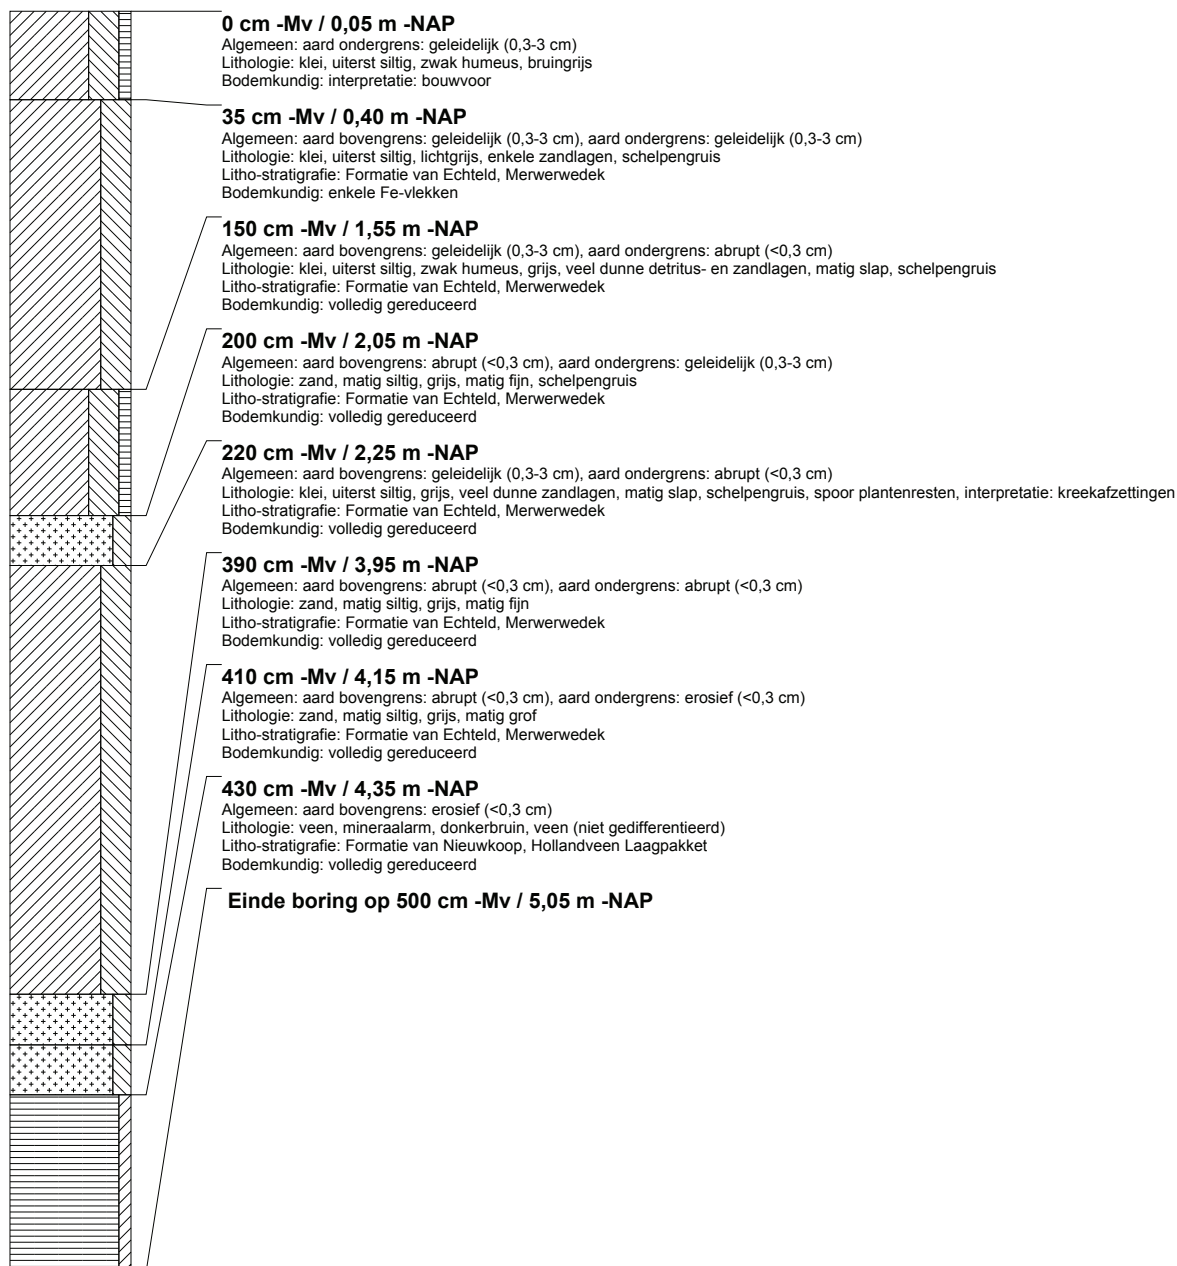 0 cm -Mv / 0,05 m -NAP
Algemeen: aard ondergrens: geleidelijk (0,3-3 cm)
Lithologie: klei, uiterst siltig, zwak humeus, bruingrijs
Bodemkundig: interpretatie: bouwvoor
35 cm -Mv / 0,40 m -NAP
Algemeen: aard bovengrens: geleidelijk (0,3-3 cm), aard ondergrens: geleidelijk (0,3-3 cm)
Lithologie: klei, uiterst siltig, lichtgrijs, enkele zandlagen, schelpengruis
Litho-stratigrafie: Formatie van Echteld, Merwerwedek
Bodemkundig: enkele Fe-vlekken
150 cm -Mv / 1,55 m -NAP
Algemeen: aard bovengrens: geleidelijk (0,3-3 cm), aard ondergrens: abrupt (<0,3 cm)
Lithologie: klei, uiterst siltig, zwak humeus, grijs, veel dunne detritus- en zandlagen, matig slap, schelpengruis
Litho-stratigrafie: Formatie van Echteld, Merwerwedek
Bodemkundig: volledig gereduceerd
200 cm -Mv / 2,05 m -NAP
Algemeen: aard bovengrens: abrupt (<0,3 cm), aard ondergrens: geleidelijk (0,3-3 cm)
Lithologie: zand, matig siltig, grijs, matig fijn, schelpengruis
Litho-stratigrafie: Formatie van Echteld, Merwerwedek
Bodemkundig: volledig gereduceerd
220 cm -Mv / 2,25 m -NAP
Algemeen: aard bovengrens: geleidelijk (0,3-3 cm), aard ondergrens: abrupt (<0,3 cm)
Lithologie: klei, uiterst siltig, grijs, veel dunne zandlagen, matig slap, schelpengruis, spoor plantenresten, interpretatie: kreekafzettingen
Litho-stratigrafie: Formatie van Echteld, Merwerwedek
Bodemkundig: volledig gereduceerd
390 cm -Mv / 3,95 m -NAP
Algemeen: aard bovengrens: abrupt (<0,3 cm), aard ondergrens: abrupt (<0,3 cm)
Lithologie: zand, matig siltig, grijs, matig fijn
Litho-stratigrafie: Formatie van Echteld, Merwerwedek
Bodemkundig: volledig gereduceerd
410 cm -Mv / 4,15 m -NAP
Algemeen: aard bovengrens: abrupt (<0,3 cm), aard ondergrens: erosief (<0,3 cm)
Lithologie: zand, matig siltig, grijs, matig grof
Litho-stratigrafie: Formatie van Echteld, Merwerwedek
Bodemkundig: volledig gereduceerd
430 cm -Mv / 4,35 m -NAP
Algemeen: aard bovengrens: erosief (<0,3 cm)
Lithologie: veen, mineraalarm, donkerbruin, veen (niet gedifferentieerd)
Litho-stratigrafie: Formatie van Nieuwkoop, Hollandveen Laagpakket
Bodemkundig: volledig gereduceerd
Einde boring op 500 cm -Mv / 5,05 m -NAP